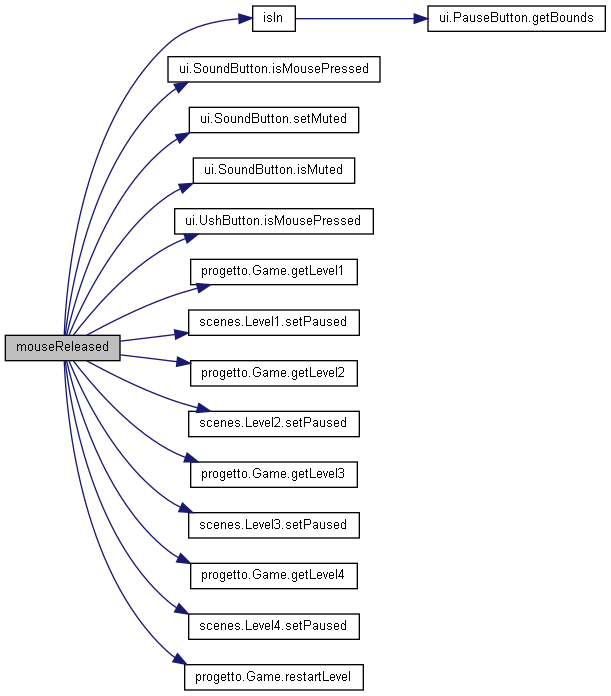 isIn
ui.PauseButton.getBounds
ui.SoundButton.isMousePressed
ui.SoundButton.setMuted
ui.SoundButton.isMuted
ui.UshButton.isMousePressed
progetto.Game.getLevel1
scenes.Level1.setPaused
mouseReleased
progetto.Game.getLevel2
scenes.Level2.setPaused
progetto.Game.getLevel3
scenes.Level3.setPaused
progetto.Game.getLevel4
scenes.Level4.setPaused
progetto.Game.restartLevel